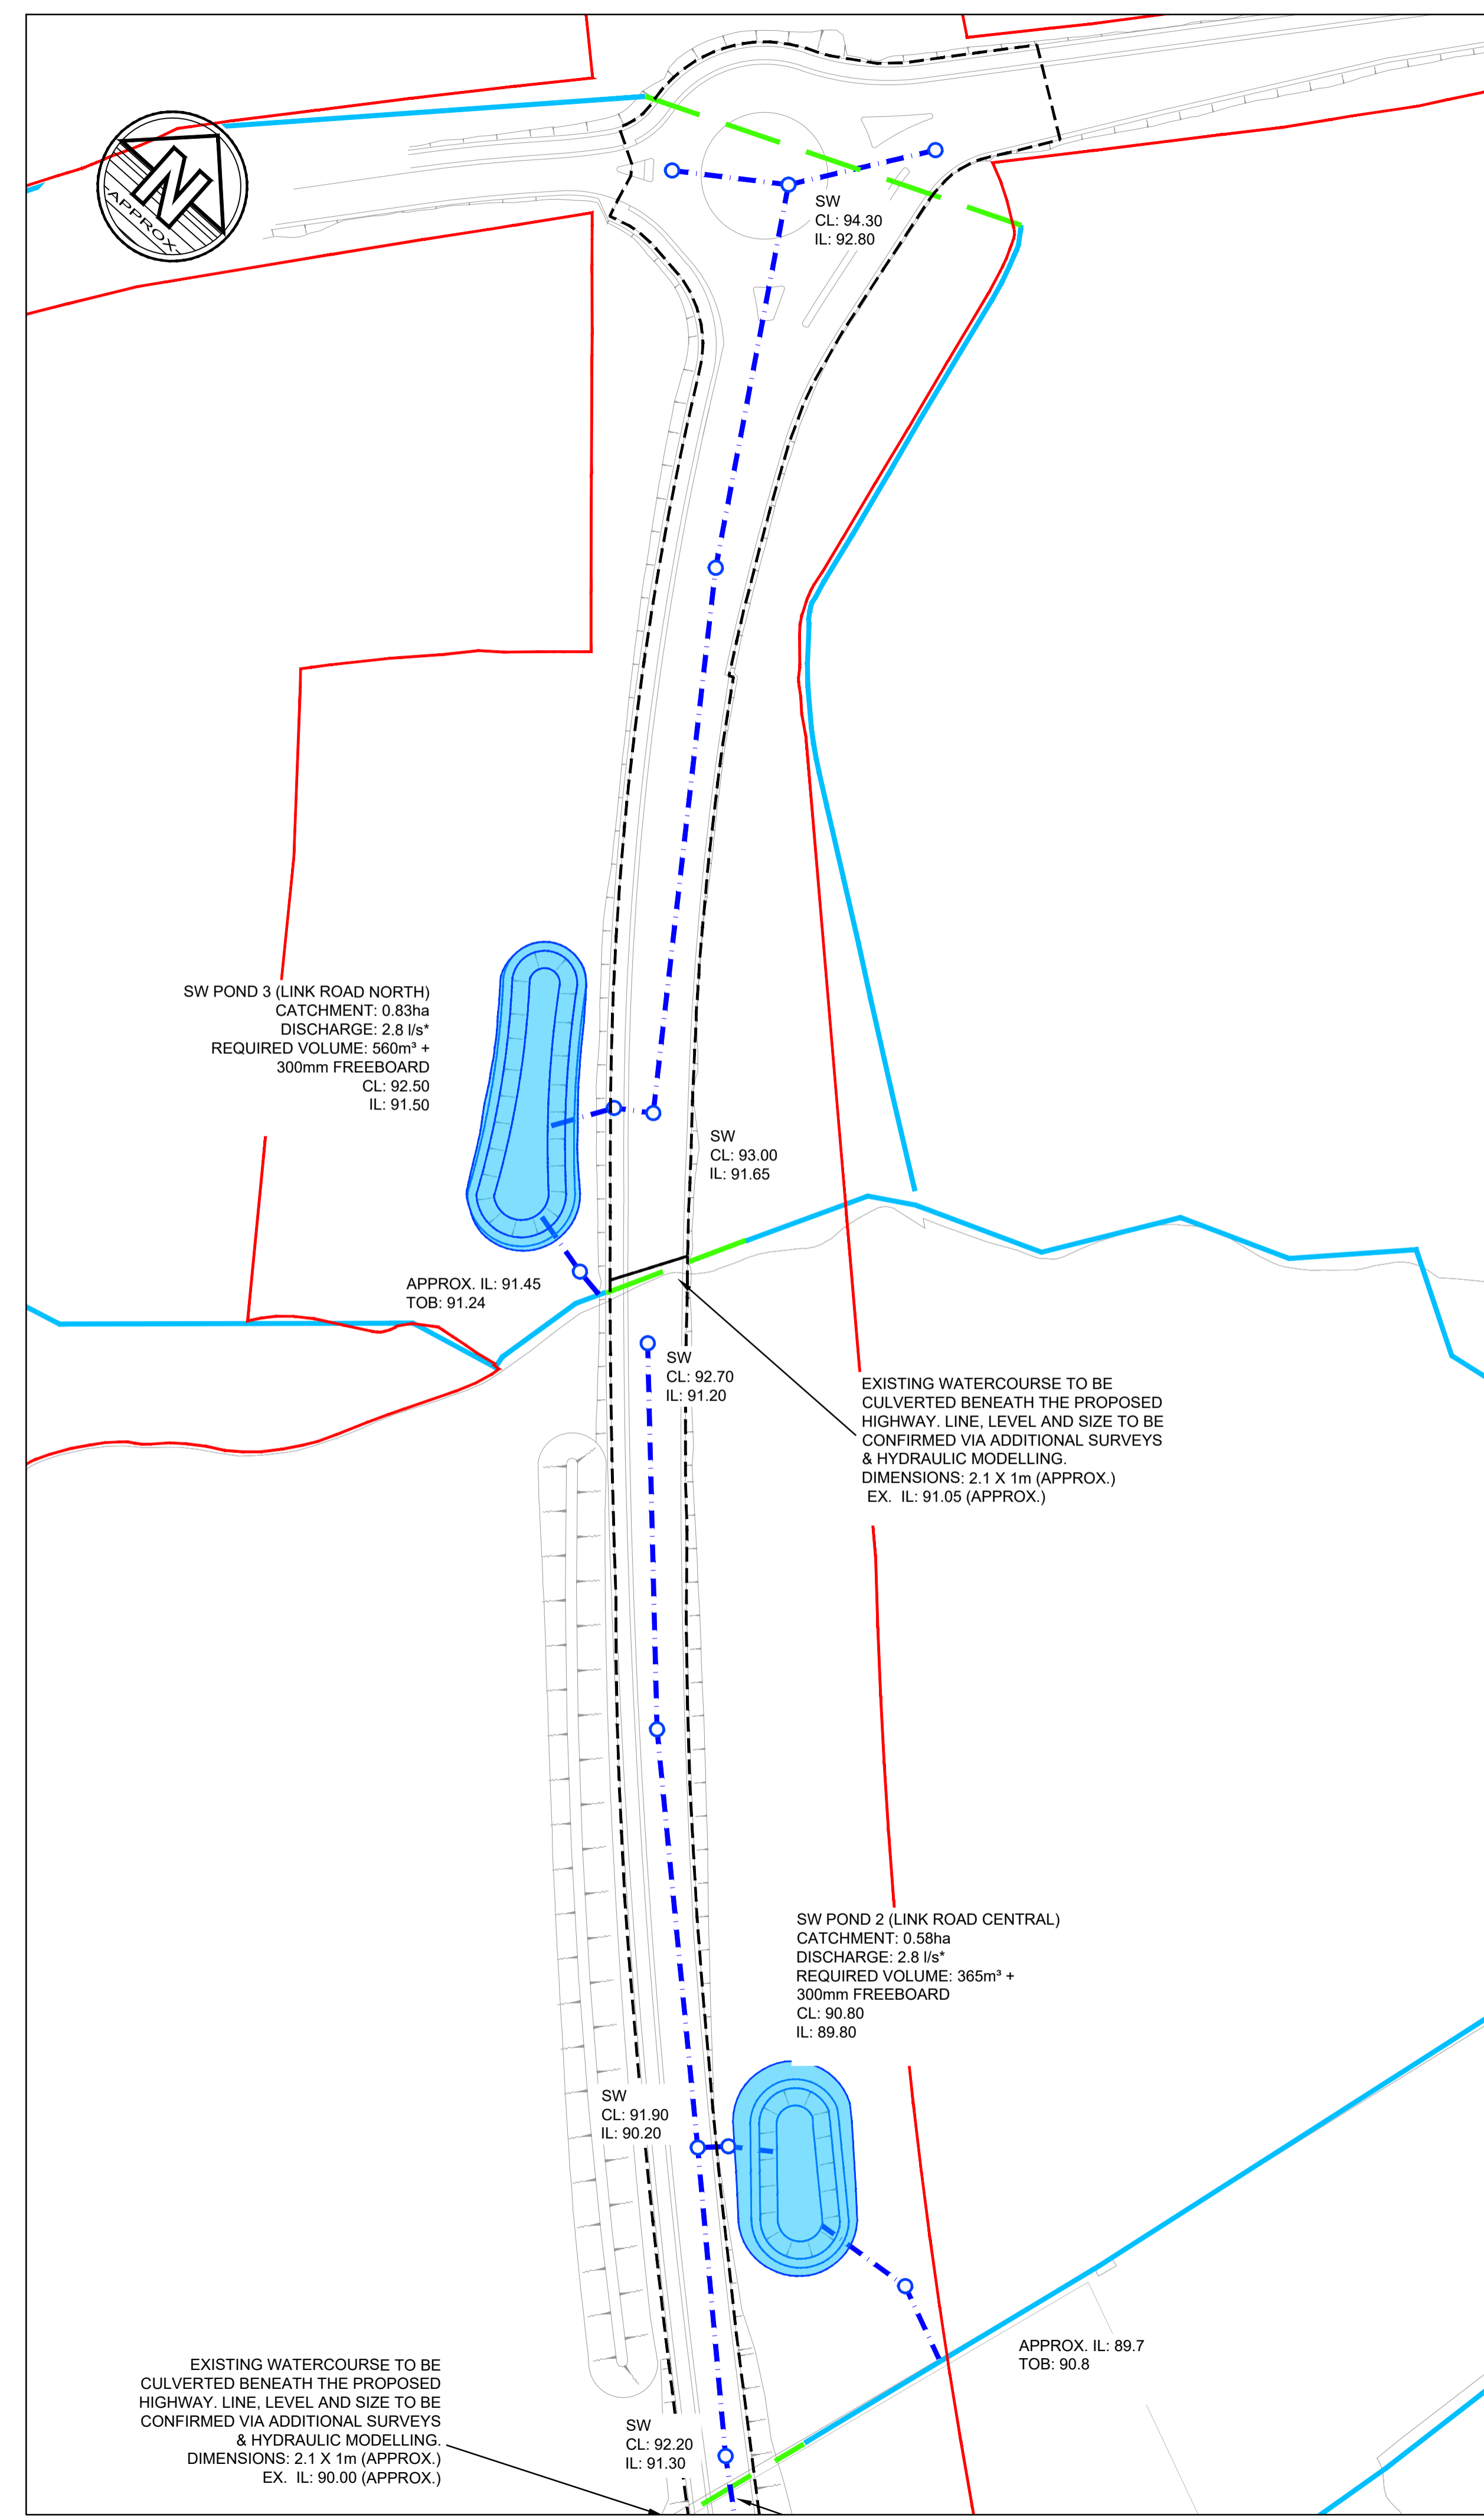 N
APPROX.
SW
CL: 94.30
IL: 92.80
SW POND 3 (LINK ROAD NORTH)
CATCHMENT: 0.83ha
DISCHARGE: 2.8 l/s*
REQUIRED VOLUME: 560m³ +
300mm FREEBOARD
CL: 92.50
IL: 91.50
SW
CL: 93.00
IL: 91.65
APPROX. IL: 91.45
TOB: 91.24
SW
CL: 92.70
IL: 91.20
EXISTING WATERCOURSE TO BE
CULVERTED BENEATH THE PROPOSED
HIGHWAY. LINE, LEVEL AND SIZE TO BE
CONFIRMED VIA ADDITIONAL SURVEYS
& HYDRAULIC MODELLING.
DIMENSIONS: 2.1 X 1m (APPROX.)
EX. IL: 91.05 (APPROX.)
SW POND 2 (LINK ROAD CENTRAL)
CATCHMENT: 0.58ha
DISCHARGE: 2.8 l/s*
REQUIRED VOLUME: 365m³ +
300mm FREEBOARD
CL: 90.80
IL: 89.80
SW
CL: 91.90
IL: 90.20
APPROX. IL: 89.7
TOB: 90.8
EXISTING WATERCOURSE TO BE
CULVERTED BENEATH THE PROPOSED
HIGHWAY. LINE, LEVEL AND SIZE TO BE
CONFIRMED VIA ADDITIONAL SURVEYS
& HYDRAULIC MODELLING.
DIMENSIONS: 2.1 X 1m (APPROX.)
EX. IL: 90.00 (APPROX.)
SW
CL: 92.20
IL: 91.30